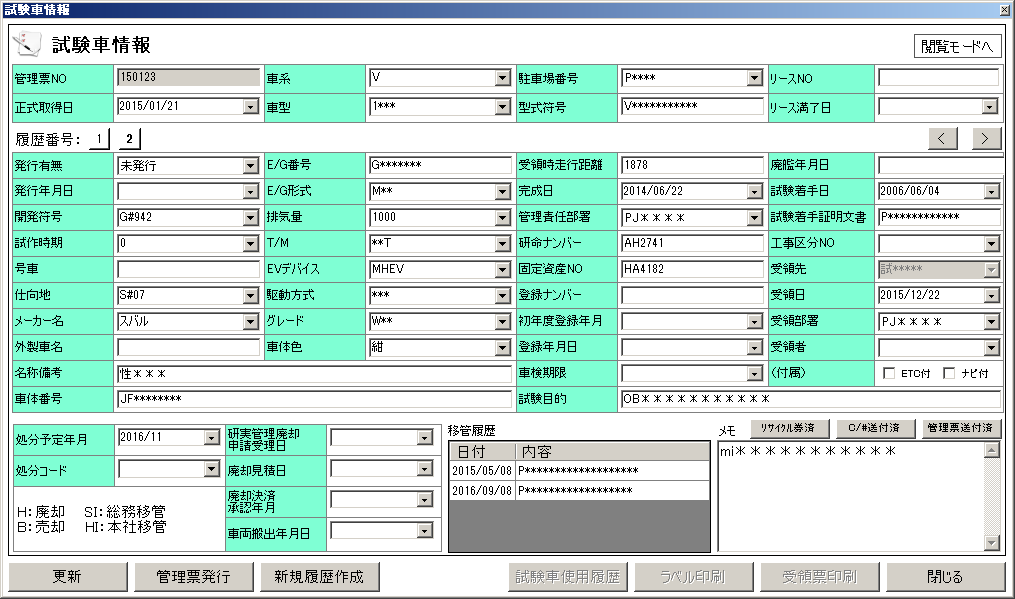 試験車情報
試験車情報 閲覧モードへ
管理票NO 150123 車系 V 駐車場番号 P**** リースNO
正式取得日 2015/01/21 車型 1*** 型式符号 V*********** リース満了日
履歴番号: 1 2 < >
発行有無 未発行 E/G番号 G******* 受領時走行距離 1878 廃艦年月日
発行年月日 E/G形式 M** 完成日 2014/06/22 試験着手日 2006/06/04
開発符号 G#942 排気量 1000 管理責任部署 PJ＊＊＊＊ 試験着手証明文書 P************
試作時期 0 T/M **T 研命ナンバー AH2741 工事区分NO
号車 EVデバイス MHEV 固定資産NO HA4182 受領先 試*****
仕向地 S#07 駆動方式 *** 登録ナンバー 受領日 2015/12/22
メーカー名 スバル グレード W** 初年度登録年月 受領部署 PJ＊＊＊＊
外製車名 車体色 紺 登録年月日 受領者
名称備考 性＊＊＊ 車検期限 (付属) ETC付 ナビ付
車体番号 JF******** 試験目的 OB＊＊＊＊＊＊＊＊＊＊＊
処分予定年月 2016/11 研実管理廃却申請受理日 移管履歴 メモ リサイクル券済 C/#送付済 管理票送付済
処分コード 廃却見積日 日付 内容 mi＊＊＊＊＊＊＊＊＊＊＊
2015/05/08 P*******************
2016/09/08 P******************
H:廃却 SI:総務移管 廃却決済承認年月
B:売却 HI:本社移管 車両搬出年月日
更新 管理票発行 新規履歴作成 試験車使用履歴 ラベル印刷 受領票印刷 閉じる